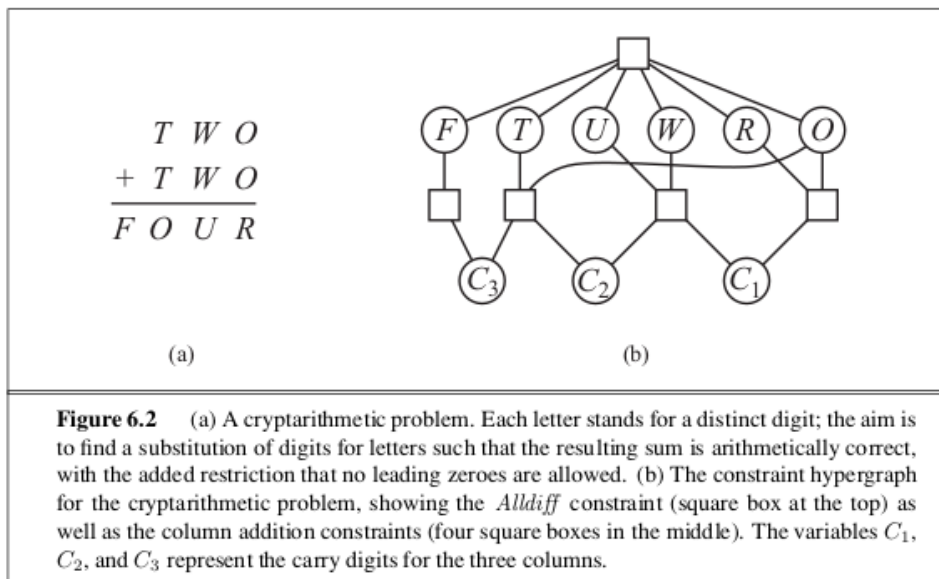 T W O
+ T W O
F O U R
(a)
F T U W R O
C3 C2 C1
(b)
Figure 6.2 (a) A cryptarithmetic problem. Each letter stands for a distinct digit; the aim is
to find a substitution of digits for letters such that the resulting sum is arithmetically correct,
with the added restriction that no leading zeroes are allowed. (b) The constraint hypergraph
for the cryptarithmetic problem, showing the Alldiff constraint (square box at the top) as
well as the column addition constraints (four square boxes in the middle). The variables C1,
C2, and C3 represent the carry digits for the three columns.